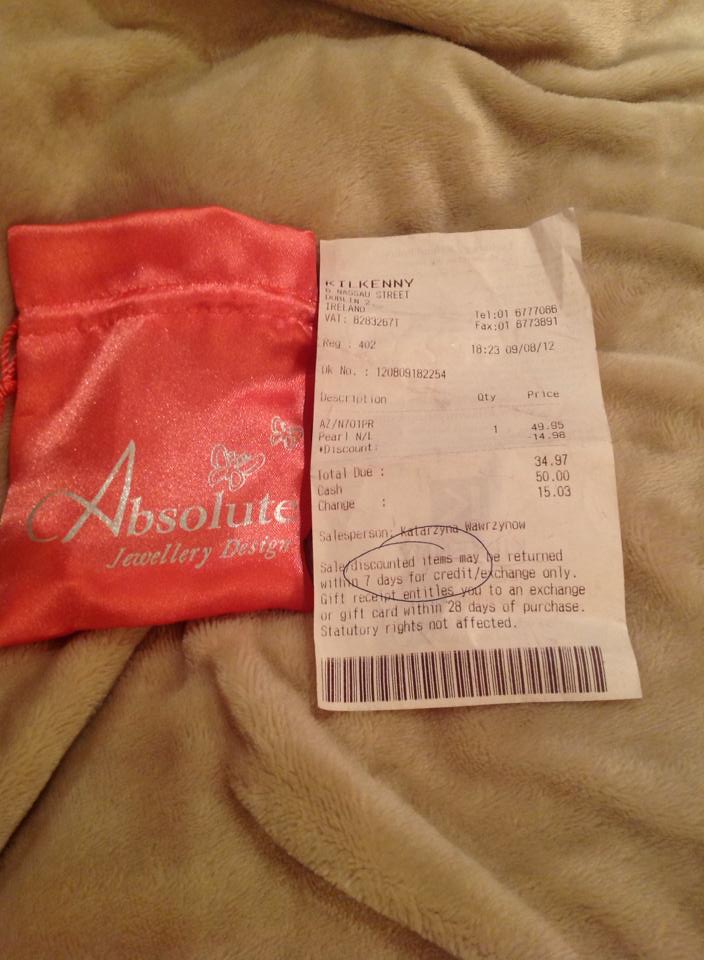 Absolute
Jewellery Design
KILKENNY
6 NASSAU STREET
DUBLIN 2
IRELAND
VAT: 8283267T
Tel:01 6777066
Fax:01 6773891
Reg : 402
18:23 09/08/12
Dk No. : 120809182254
Description Qty Price
AZ/N701PR
Pearl N/L 1 49.95
*Discount: -14.98
Total Due : 34.97
Cash 50.00
Change : 15.03
Salesperson: Katarzyna Wawrzynow
Sale/discounted items may be returned
within 7 days for credit/exchange only.
Gift receipt entitles you to an exchange
or gift card within 28 days of purchase.
Statutory rights not affected.